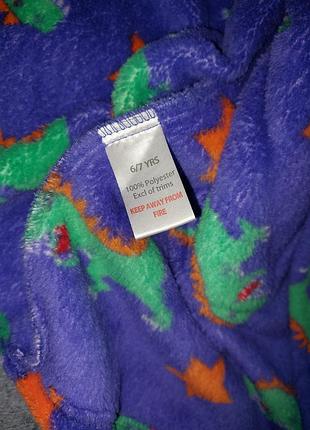 6/7 YRS
100% Polyester
Excl of trims
KEEP AWAY FROM
FIRE